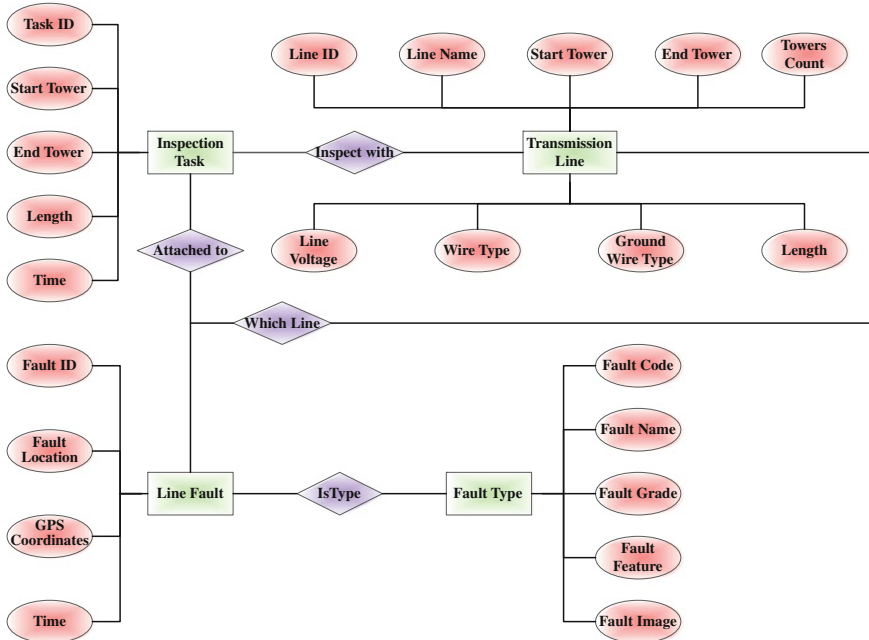 Task ID
Start Tower
End Tower
Length
Time
Inspection
Task
Inspect with
Line ID
Line Name
Start Tower
End Tower
Towers
Count
Transmission
Line
Line
Voltage
Wire Type
Ground
Wire Type
Length
Attached to
Which Line
Fault ID
Fault
Location
GPS
Coordinates
Time
Line Fault
IsType
Fault Type
Fault Code
Fault Name
Fault Grade
Fault
Feature
Fault Image